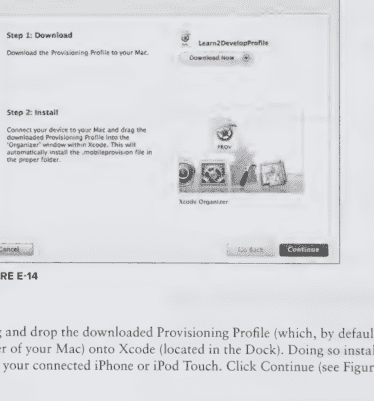 Step 1: Download
Download the Provisioning Profile to your Mac.
Learn2DevelopProfile
Download Now
Step 2: Install
Connect your device to your Mac and drag the
downloaded Provisioning Profile into the
'Organizer' window within Xcode. This will
automatically install the .mobileprovision file in
the proper folder.
PROV
Xcode Organizer
Cancel
Go Back
Continue
RE E-14
g and drop the downloaded Provisioning Profile (which, by defaul
er of your Mac) onto Xcode (located in the Dock). Doing so instal
your connected iPhone or iPod Touch. Click Continue (see Figur